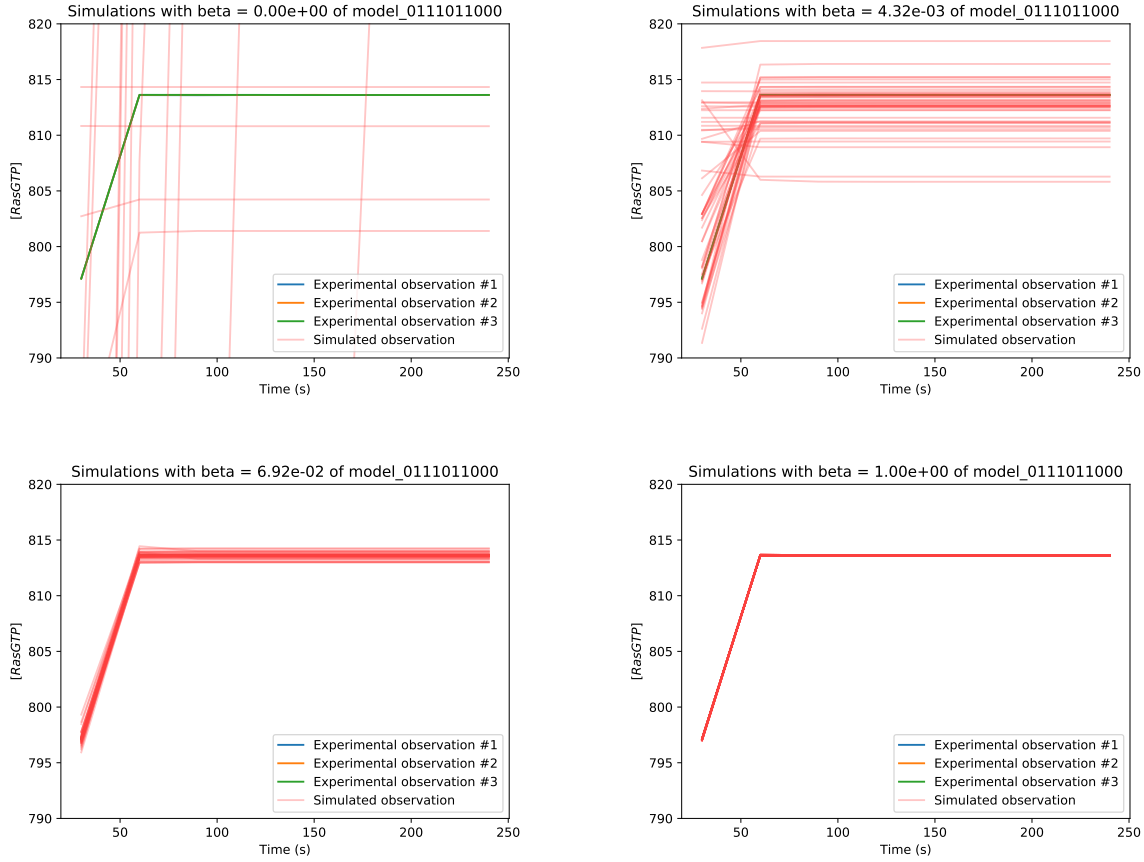 Simulations with beta = 0.00e+00 of model_0111011000
820
815
810
805
800
795
790
[RasGTP]
50
100
150
200
250
Time (s)
Experimental observation #1
Experimental observation #2
Experimental observation #3
Simulated observation
Simulations with beta = 4.32e-03 of model_0111011000
820
815
810
805
800
795
790
[RasGTP]
50
100
150
200
250
Time (s)
Experimental observation #1
Experimental observation #2
Experimental observation #3
Simulated observation
Simulations with beta = 6.92e-02 of model_0111011000
820
815
810
805
800
795
790
[RasGTP]
50
100
150
200
250
Time (s)
Experimental observation #1
Experimental observation #2
Experimental observation #3
Simulated observation
Simulations with beta = 1.00e+00 of model_0111011000
820
815
810
805
800
795
790
[RasGTP]
50
100
150
200
250
Time (s)
Experimental observation #1
Experimental observation #2
Experimental observation #3
Simulated observation